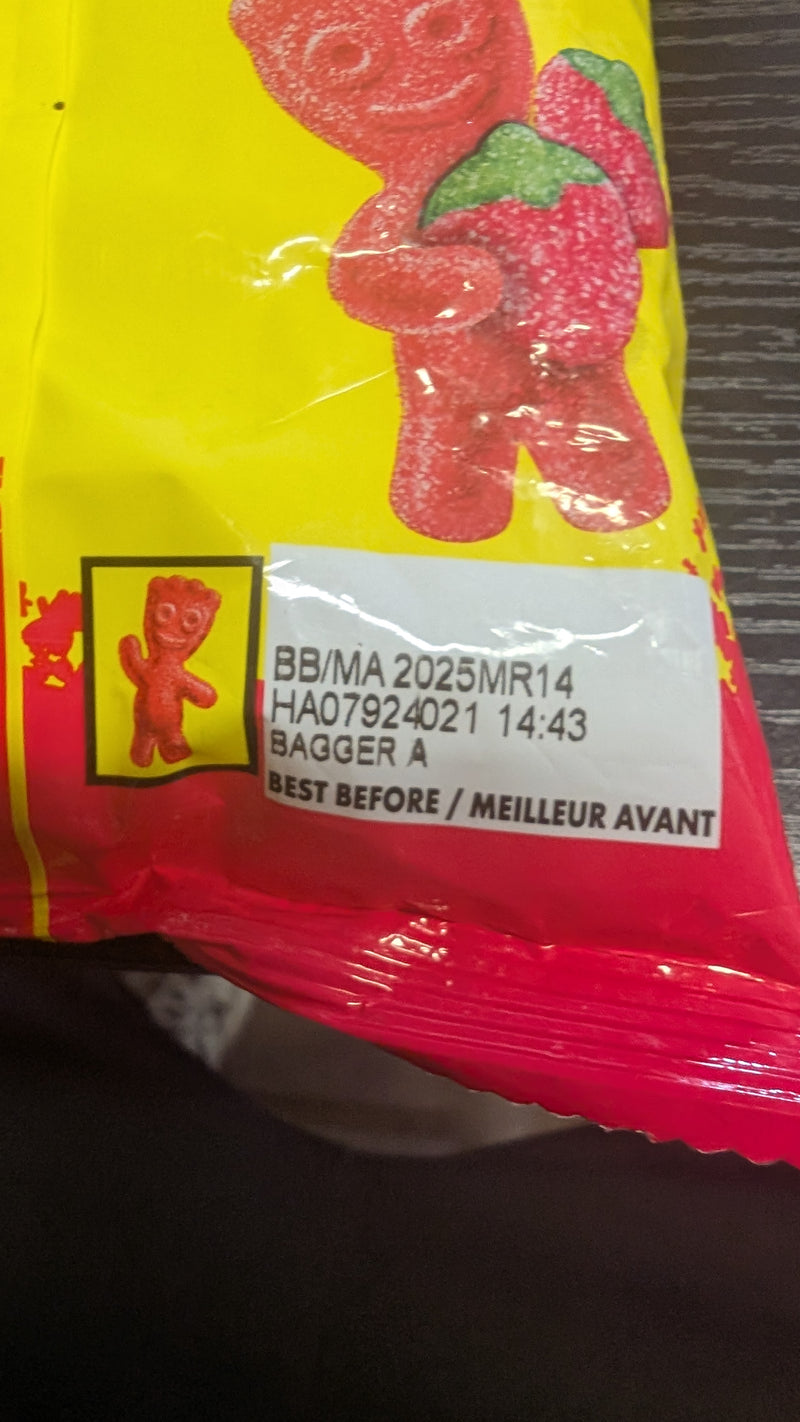 BB/MA 2025MR14
HA07924021 14:43
BAGGER A
BEST BEFORE / MEILLEUR AVANT